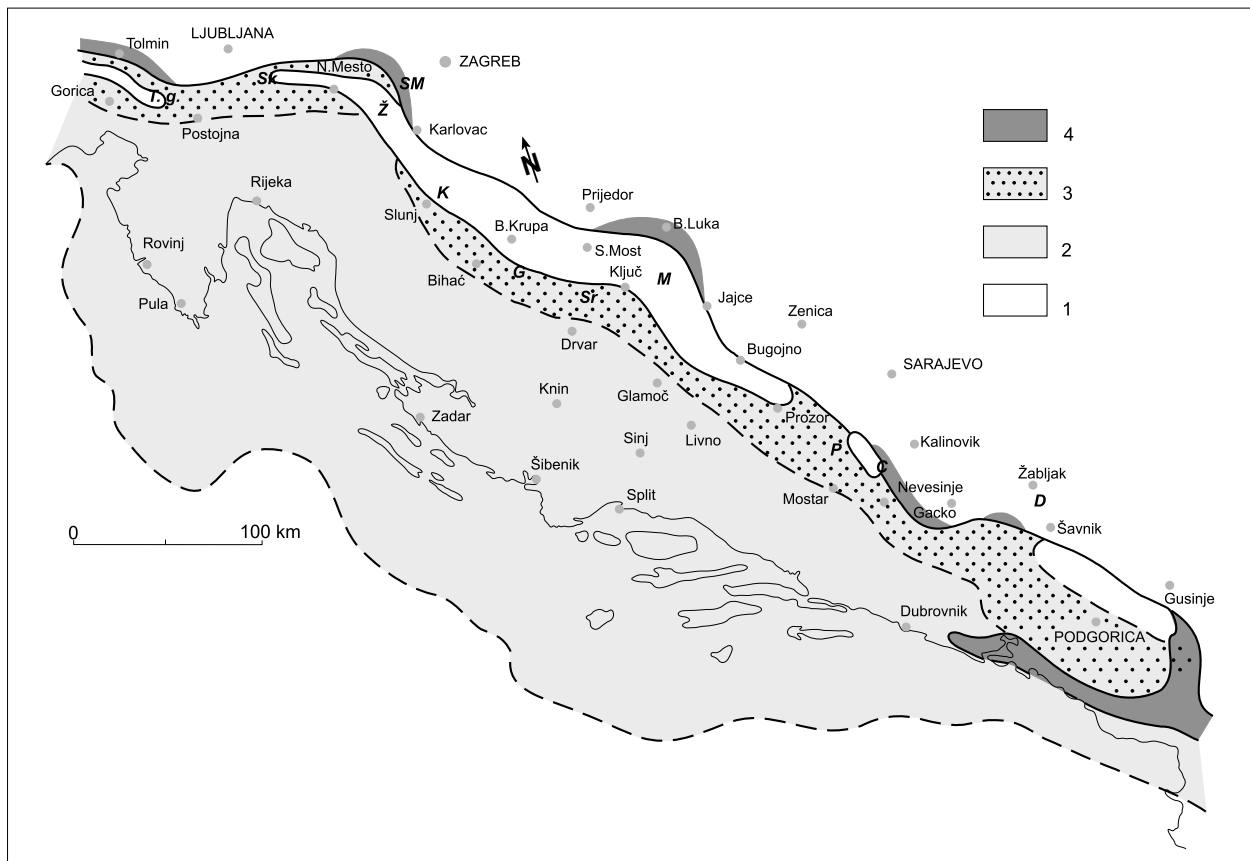 LJUBLJANA
Tolmin
ZAGREB
N.Mesto
Sk
SM
Gorica
T. g.
Ž
Postojna
Karlovac
N
4
3
2
1
Rijeka
K
Prijedor
Slunj
B.Krupa
B.Luka
Rovinj
S.Most
Bihać
G
Ključ
M
Pula
Sr
Jajce
Zenica
Drvar
Bugojno
SARAJEVO
Knin
Glamoč
Zadar
Prozor
Livno
Sinj
P
Kalinovik
Šibenik
C
Žabljak
Mostar
Nevesinje
D
Split
Gacko
Šavnik
0
100 km
Gusinje
Dubrovnik
PODGORICA